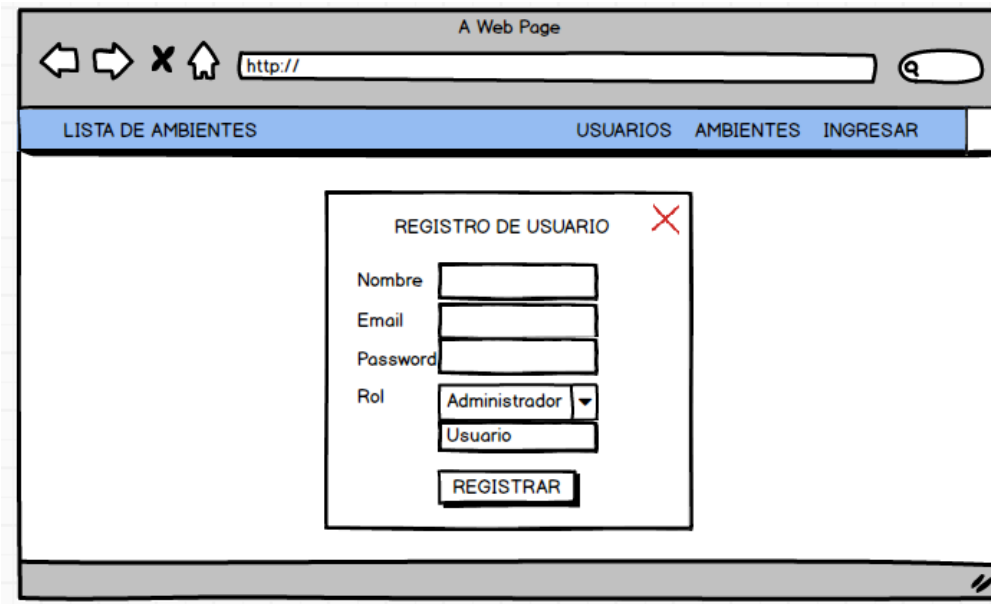 A Web Page
http://
LISTA DE AMBIENTES USUARIOS AMBIENTES INGRESAR
REGISTRO DE USUARIO
Nombre
Email
Password
Rol Administrador
Usuario
REGISTRAR